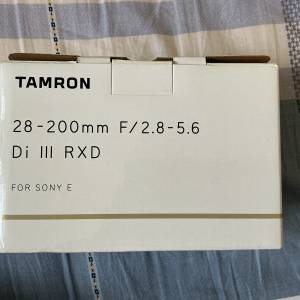 TAMRON
28-200mm F/2.8-5.6
Di III RXD
FOR SONY E